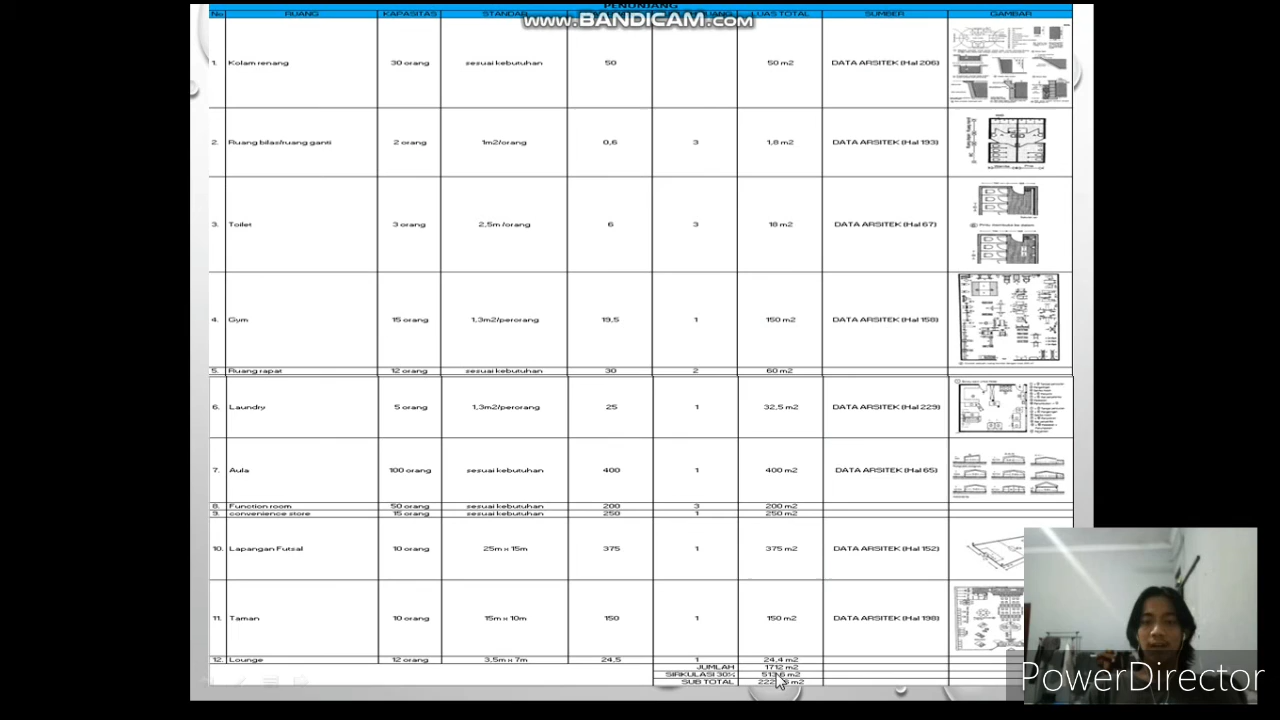 PENUNJANG
www.BANDICAM.com
No RUANG KAPASITAS STANDAR LUAS TOTAL SUMBER GAMBAR
1. Kolam renang 30 orang sesuai kebutuhan 50 50 m2 DATA ARSITEK (Hal 206)
2. Ruang bilas/ruang ganti 2 orang 1m2/orang 0,6 3 1,8 m2 DATA ARSITEK (Hal 193)
3. Toilet 3 orang 2,5m /orang 6 3 18 m2 DATA ARSITEK (Hal 67)
4. Gym 15 orang 1,3m2/perorang 19,5 1 150 m2 DATA ARSITEK (Hal 158)
5. Ruang rapat 12 orang sesuai kebutuhan 30 2 60 m2
6. Laundry 5 orang 1,3m2/perorang 25 1 32,5 m2 DATA ARSITEK (Hal 229)
7. Aula 100 orang sesuai kebutuhan 400 1 400 m2 DATA ARSITEK (Hal 65)
8. Function room 50 orang sesuai kebutuhan 200 3 200 m2
9. convenience store 15 orang sesuai kebutuhan 250 1 250 m2
10. Lapangan Futsal 10 orang 25m x 15m 375 1 375 m2 DATA ARSITEK (Hal 152)
11. Taman 10 orang 15m x 10m 150 1 150 m2 DATA ARSITEK (Hal 198)
12. Lounge 12 orang 3,5m x 7m 24,5 1 24,4 m2
JUMLAH 1712 m2
SIRKULASI 30% m2
SUB TOTAL m2
PowerDirector